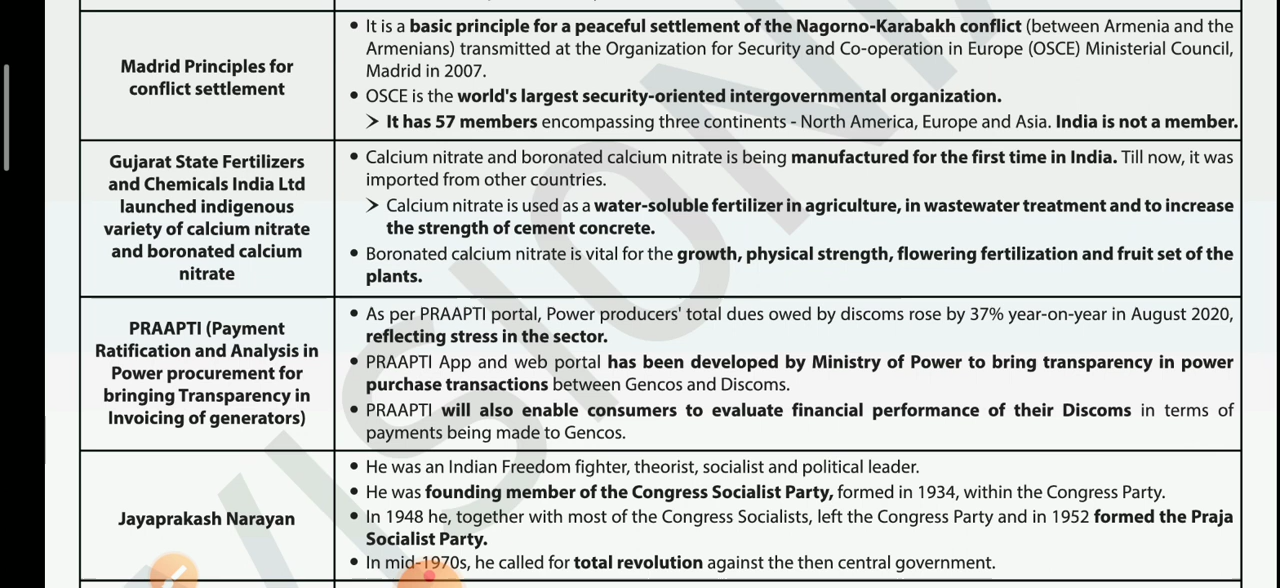 Madrid Principles for
conflict settlement
• It is a basic principle for a peaceful settlement of the Nagorno-Karabakh conflict (between Armenia and the
Armenians) transmitted at the Organization for Security and Co-operation in Europe (OSCE) Ministerial Council,
Madrid in 2007.
• OSCE is the world's largest security-oriented intergovernmental organization.
➤ It has 57 members encompassing three continents - North America, Europe and Asia. India is not a member.
Gujarat State Fertilizers
and Chemicals India Ltd
launched indigenous
variety of calcium nitrate
and boronated calcium
nitrate
• Calcium nitrate and boronated calcium nitrate is being manufactured for the first time in India. Till now, it was
imported from other countries.
➤ Calcium nitrate is used as a water-soluble fertilizer in agriculture, in wastewater treatment and to increase
the strength of cement concrete.
• Boronated calcium nitrate is vital for the growth, physical strength, flowering fertilization and fruit set of the
plants.
PRAAPTI (Payment
Ratification and Analysis in
Power procurement for
bringing Transparency in
Invoicing of generators)
• As per PRAAPTI portal, Power producers' total dues owed by discoms rose by 37% year-on-year in August 2020,
reflecting stress in the sector.
• PRAAPTI App and web portal has been developed by Ministry of Power to bring transparency in power
purchase transactions between Gencos and Discoms.
• PRAAPTI will also enable consumers to evaluate financial performance of their Discoms in terms of
payments being made to Gencos.
Jayaprakash Narayan
• He was an Indian Freedom fighter, theorist, socialist and political leader.
• He was founding member of the Congress Socialist Party, formed in 1934, within the Congress Party.
• In 1948 he, together with most of the Congress Socialists, left the Congress Party and in 1952 formed the Praja
Socialist Party.
• In mid-1970s, he called for total revolution against the then central government.